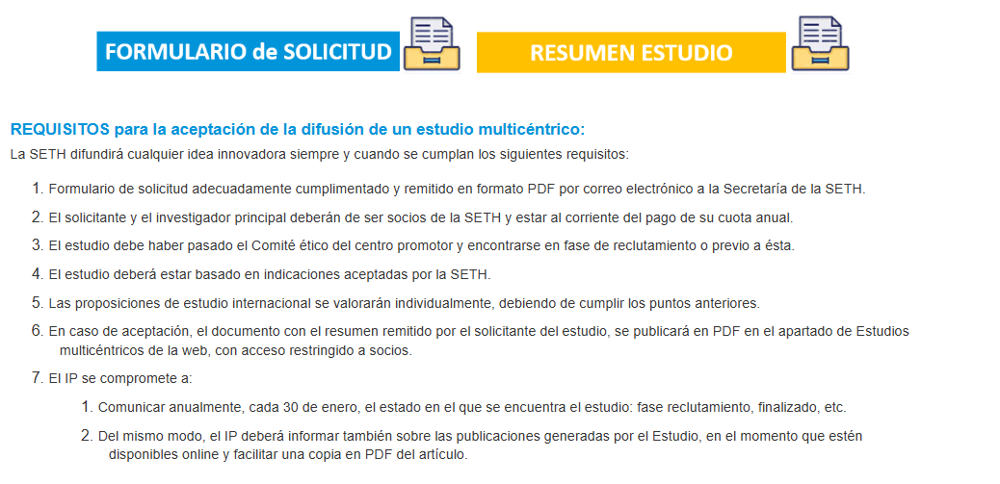 FORMULARIO de SOLICITUD
RESUMEN ESTUDIO
REQUISITOS para la aceptación de la difusión de un estudio multicéntrico:
La SETH difundirá cualquier idea innovadora siempre y cuando se cumplan los siguientes requisitos:
1. Formulario de solicitud adecuadamente cumplimentado y remitido en formato PDF por correo electrónico a la Secretaría de la SETH.
2. El solicitante y el investigador principal deberán de ser socios de la SETH y estar al corriente del pago de su cuota anual.
3. El estudio debe haber pasado el Comité ético del centro promotor y encontrarse en fase de reclutamiento o previo a ésta.
4. El estudio deberá estar basado en indicaciones aceptadas por la SETH.
5. Las proposiciones de estudio internacional se valorarán individualmente, debiendo de cumplir los puntos anteriores.
6. En caso de aceptación, el documento con el resumen remitido por el solicitante del estudio, se publicará en PDF en el apartado de Estudios
multicéntricos de la web, con acceso restringido a socios.
7. El IP se compromete a:
1. Comunicar anualmente, cada 30 de enero, el estado en el que se encuentra el estudio: fase reclutamiento, finalizado, etc.
2. Del mismo modo, el IP deberá informar también sobre las publicaciones generadas por el Estudio, en el momento que estén
disponibles online y facilitar una copia en PDF del artículo.